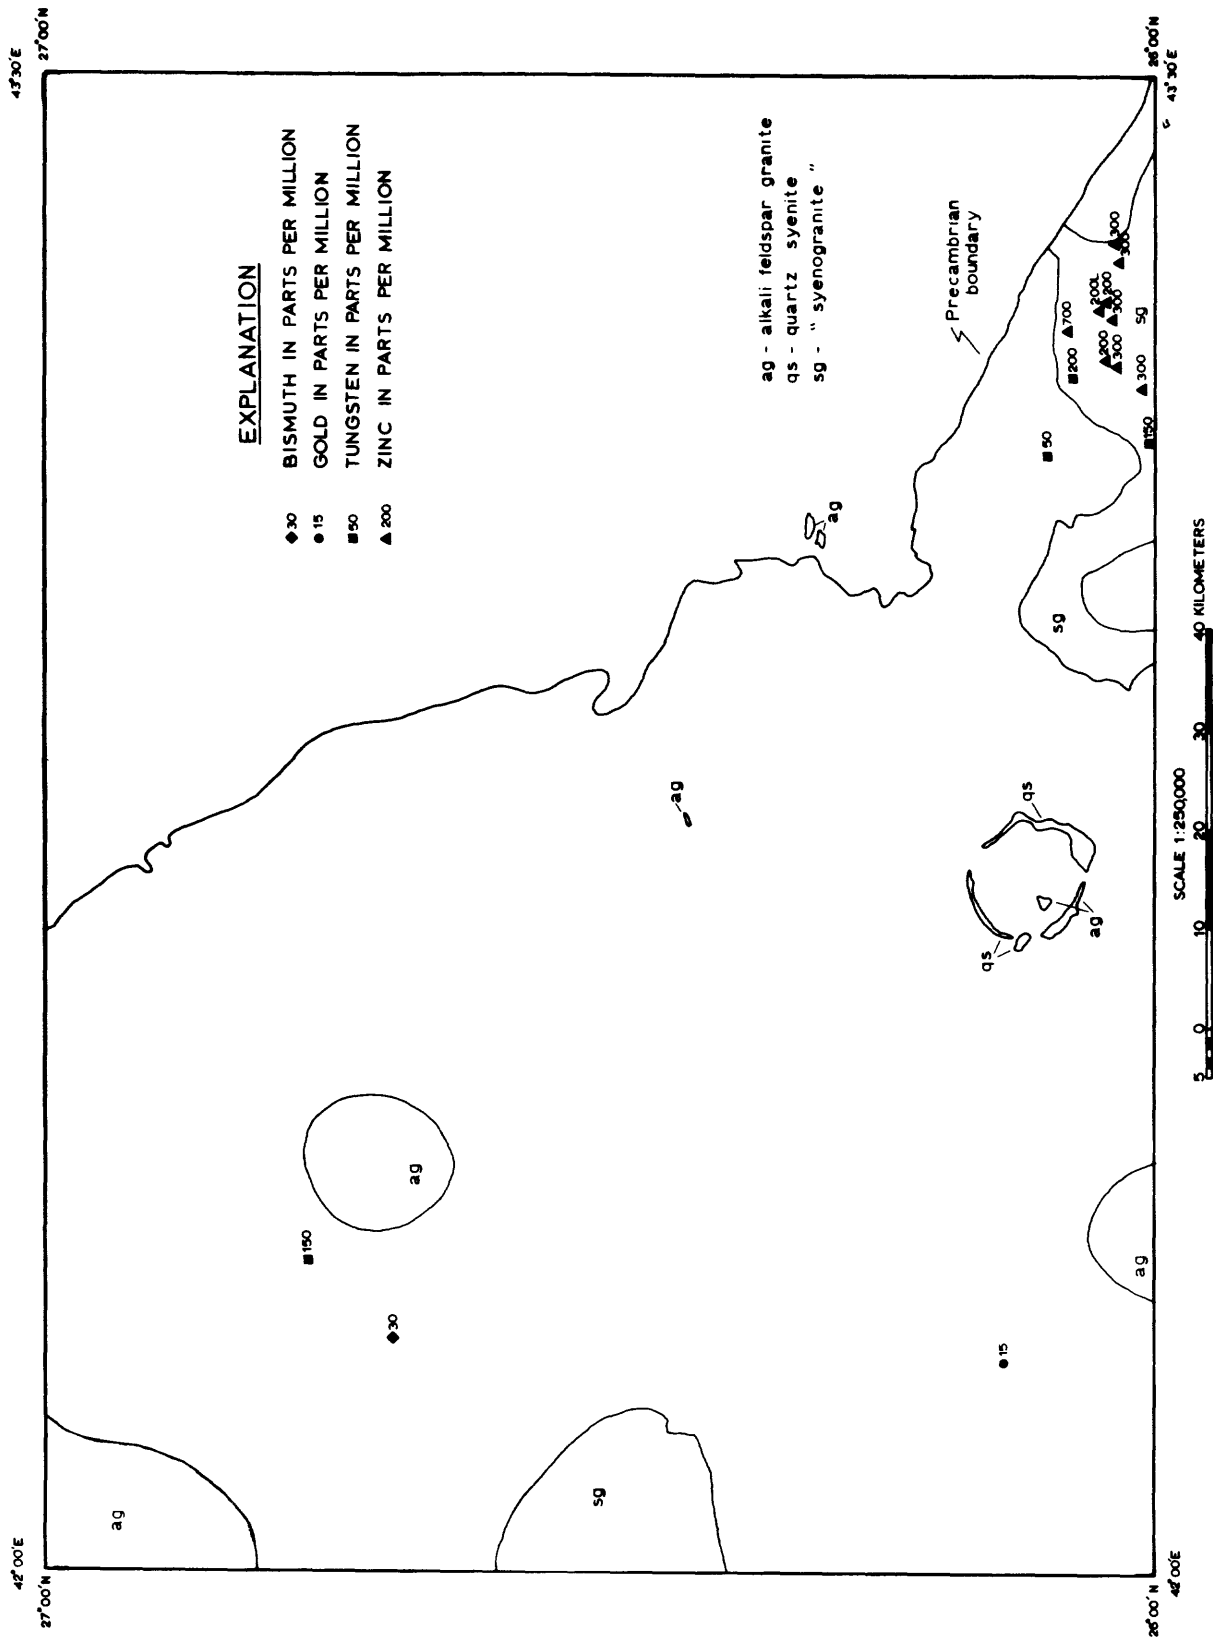 42°00'E
43°30'E
27°00'N
27°00'N
EXPLANATION
◆30 BISMUTH IN PARTS PER MILLION
●15 GOLD IN PARTS PER MILLION
■50 TUNGSTEN IN PARTS PER MILLION
▲200 ZINC IN PARTS PER MILLION
ag - alkali feldspar granite
qs - quartz syenite
sg - " syenogranite "
Precambrian
boundary
ag
■150
◆30
ag
sg
ag
ag
●15
qs
qs
ag
ag
sg
■50
■200
▲700
▲200L
▲200
▲300
▲200
▲300
▲300
▲300
▲300
sg
■150
26°00'N
26°00'N
42°00'E
43°30'E
SCALE 1:250,000
5 0 10 20 30 40 KILOMETERS